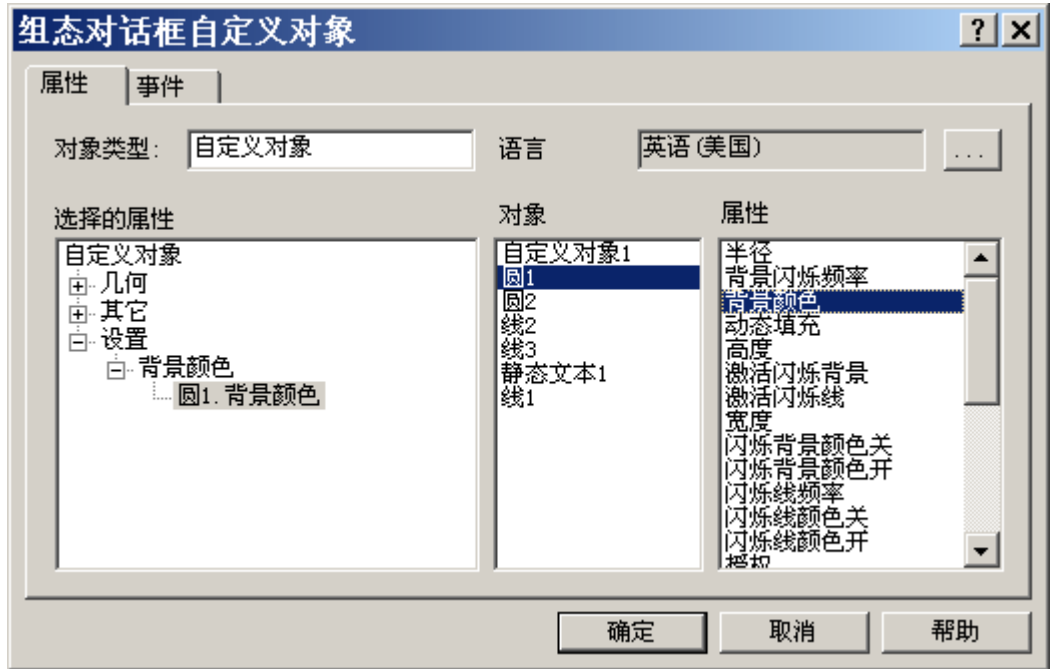 组态对话框自定义对象
属性 事件
对象类型: 自定义对象 语言 英语(美国) ...
选择的属性 对象 属性
自定义对象
几何
其它
设置
背景颜色
圆1.背景颜色
自定义对象1
圆1
圆2
线2
线3
静态文本1
线1
半径
背景闪烁频率
背景颜色
动态填充
高度
激活闪烁背景
激活闪烁线
宽度
闪烁背景颜色关
闪烁背景颜色开
闪烁线频率
闪烁线颜色关
闪烁线颜色开
授权
确定 取消 帮助